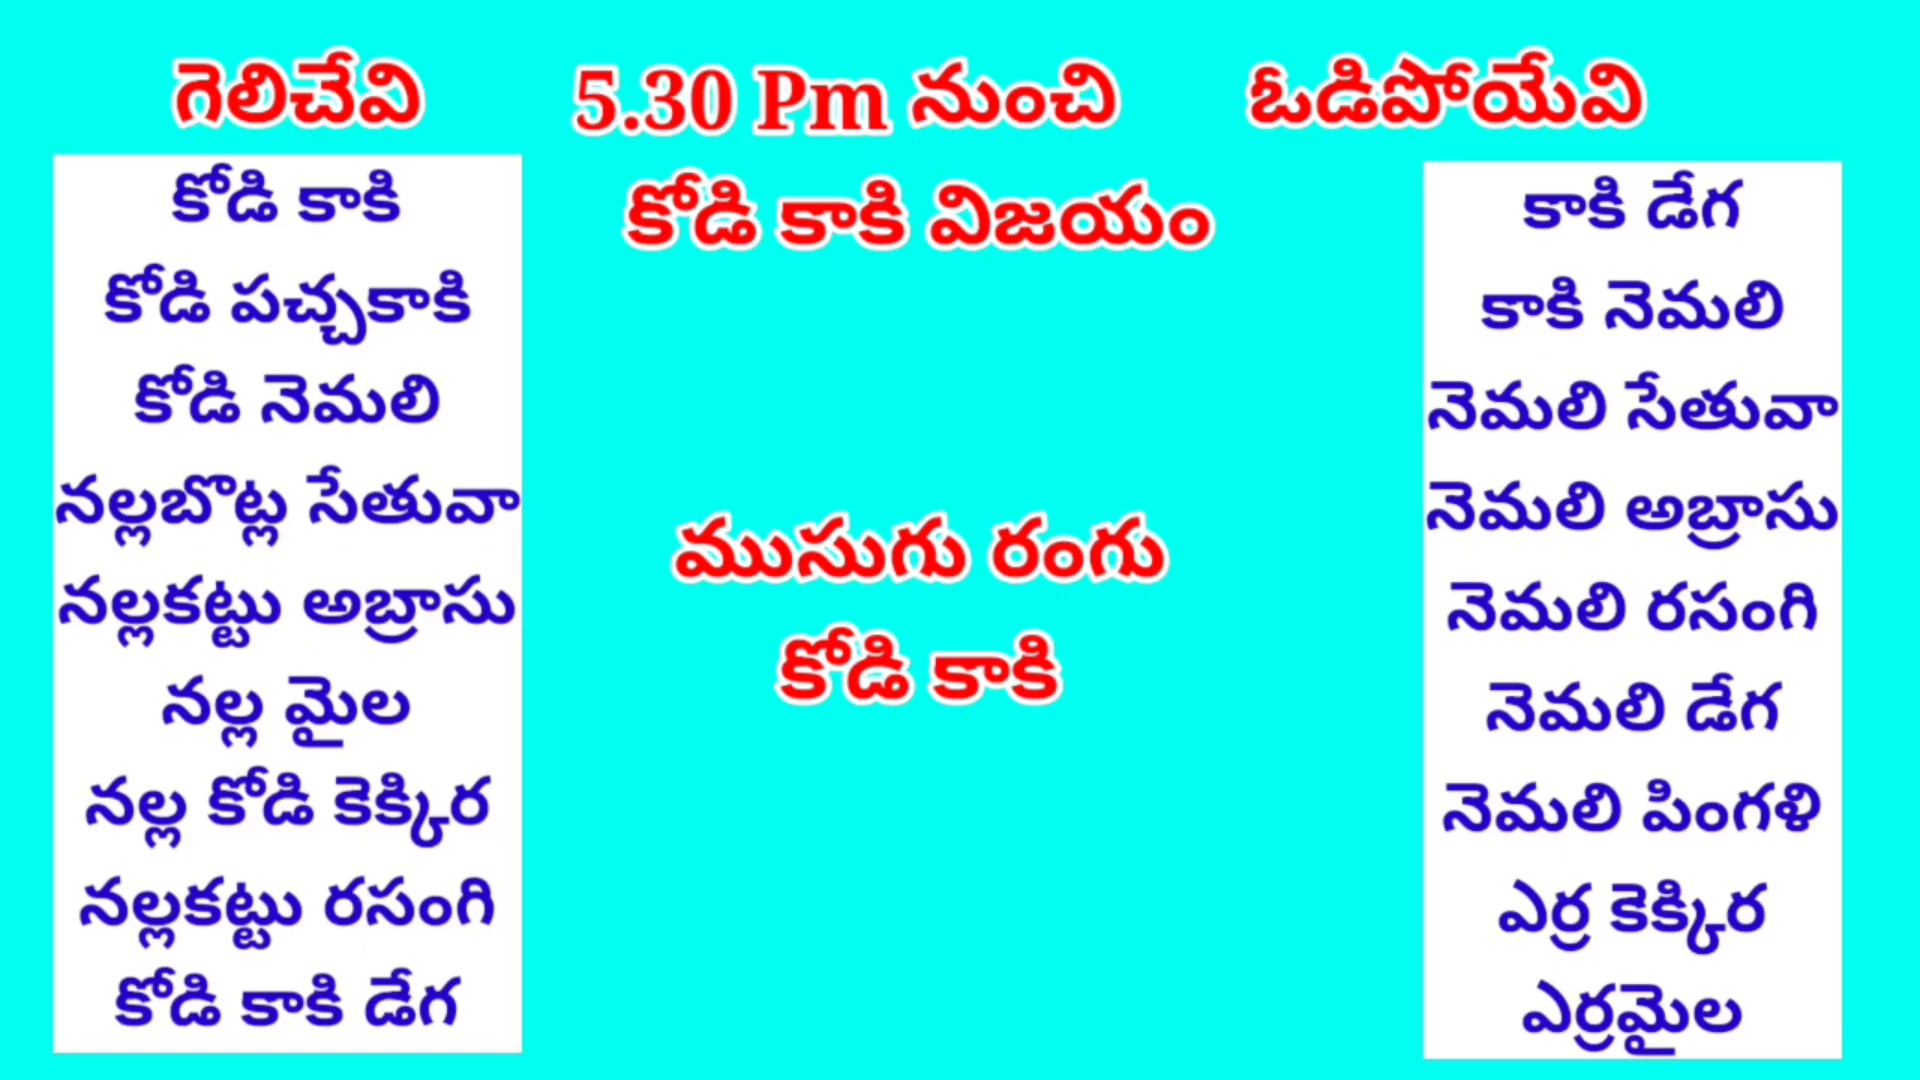 గెలిచేవి
కోడి కాకి
కోడి పచ్చకాకి
కోడి నెమలి
నల్లబొట్ల సేతువా
నల్లకట్టు అబ్రాసు
నల్ల మైల
నల్ల కోడి కెక్కిర
నల్లకట్టు రసంగి
కోడి కాకి డేగ
5.30 Pm నుంచి
కోడి కాకి విజయం
ముసుగు రంగు
కోడి కాకి
ఓడిపోయేవి
కాకి డేగ
కాకి నెమలి
నెమలి సేతువా
నెమలి అబ్రాసు
నెమలి రసంగి
నెమలి డేగ
నెమలి పింగళి
ఎర్ర కెక్కిర
ఎర్రమైల